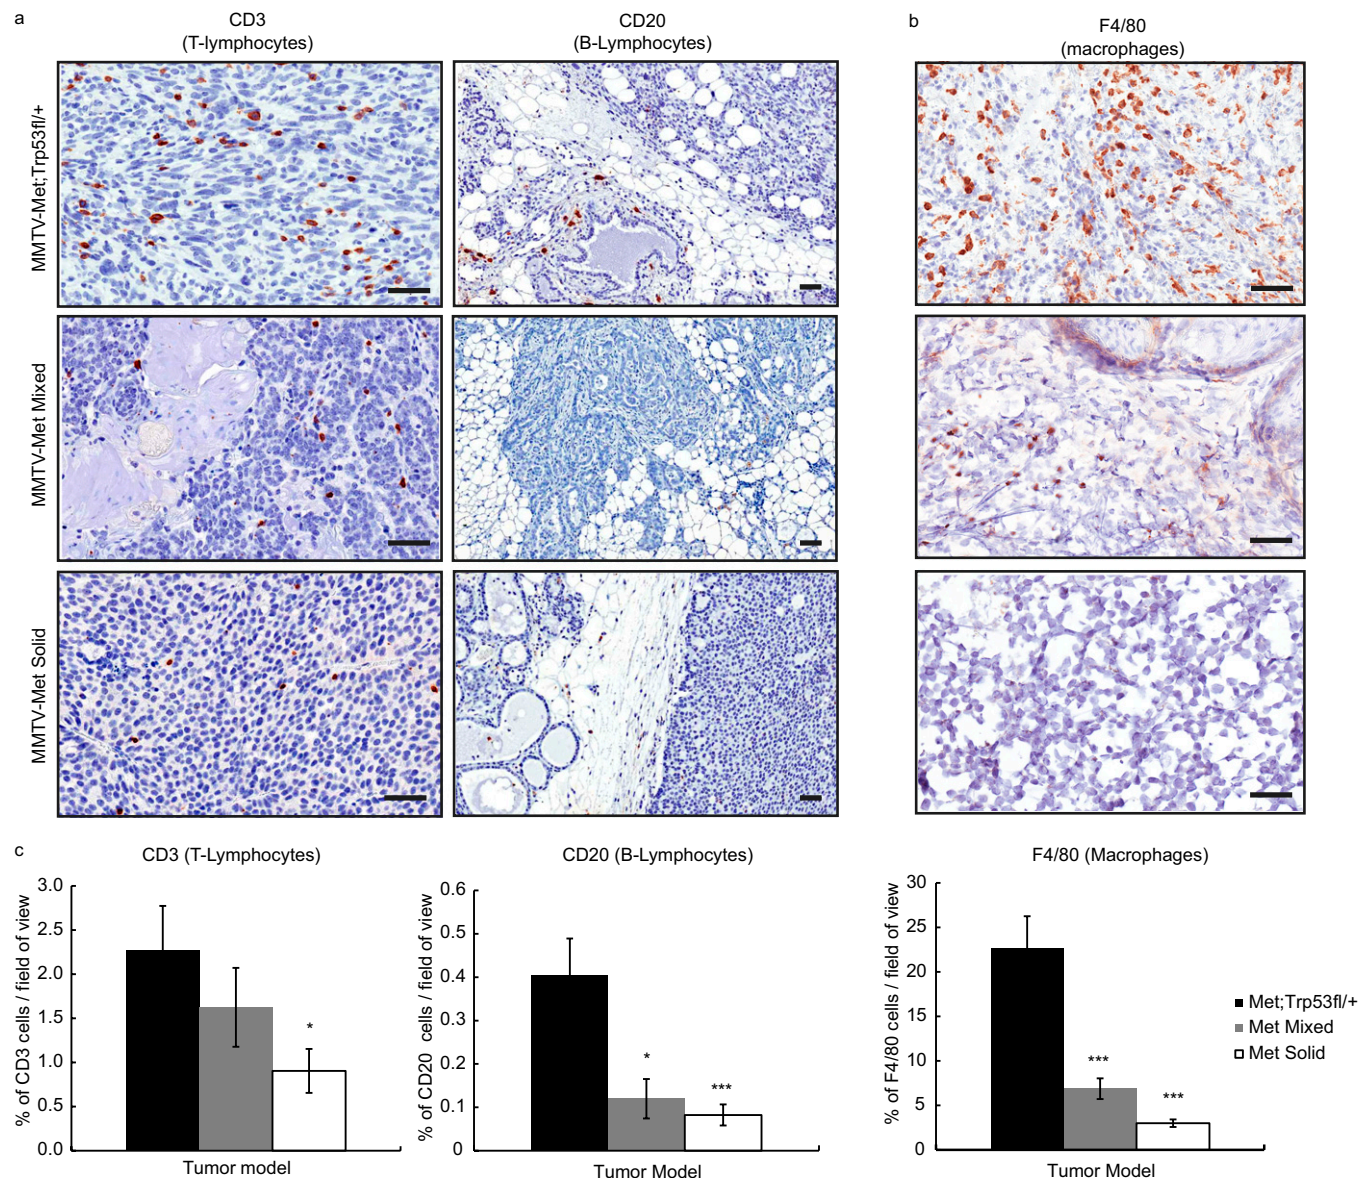 a
CD3
(T-lymphocytes)
CD20
(B-Lymphocytes)
b
F4/80
(macrophages)
MMTV-Met;Trp53fl/+
MMTV-Met Mixed
MMTV-Met Solid
c
CD3 (T-Lymphocytes)
% of CD3 cells / field of view
3.0
2.5
2.0
1.5
1.0
0.5
0.0
*
Tumor model
CD20 (B-Lymphocytes)
% of CD20 cells / field of view
0.6
0.5
0.4
0.3
0.2
0.1
0
*
***
Tumor Model
F4/80 (Macrophages)
% of F4/80 cells / field of view
30
25
20
15
10
5
0
***
***
Tumor Model
Met;Trp53fl/+
Met Mixed
Met Solid